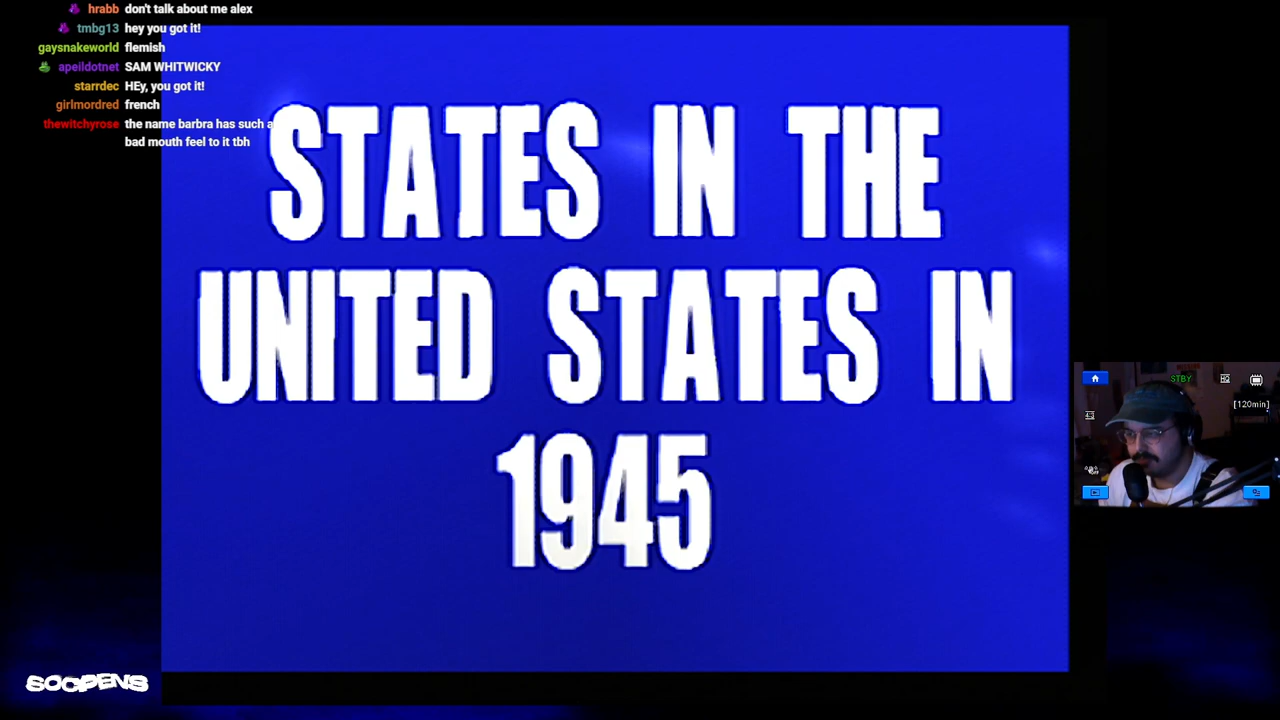 hrabb don't talk about me alex
tmbg13 hey you got it!
gaysnakeworld flemish
apeildotnet SAM WHITWICKY
starrdec HEy, you got it!
girlmordred french
thewitchyrose the name barbra has such a
bad mouth feel to it tbh
STATES IN THE
UNITED STATES IN
1945
STBY
HQ
[120min]
SOOPENS